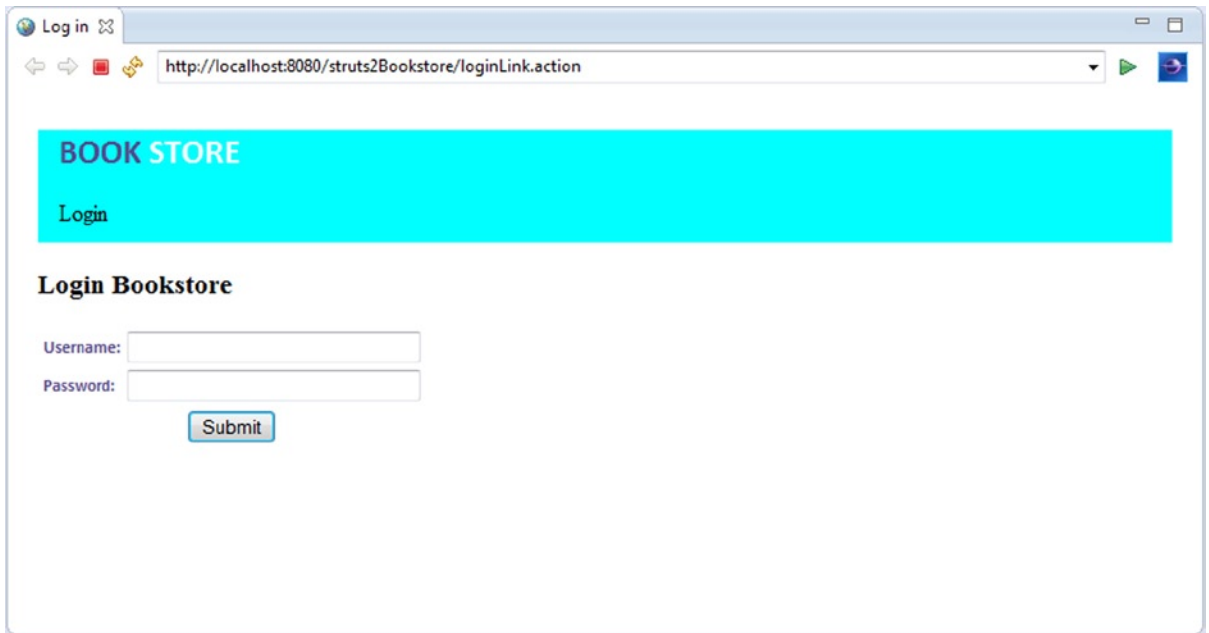 Log in
http://localhost:8080/struts2Bookstore/loginLink.action
BOOK STORE
Login
Login Bookstore
Username:
Password:
Submit